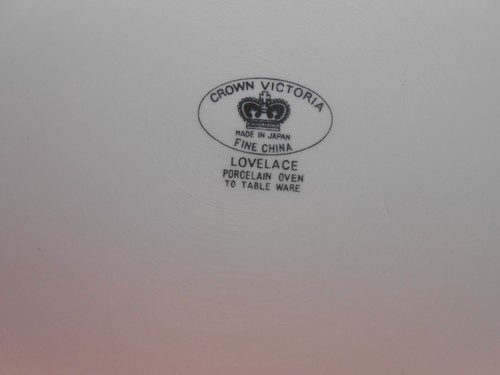 CROWN VICTORIA
MADE IN JAPAN
FINE CHINA
LOVELACE
PORCELAIN OVEN
TO TABLE WARE